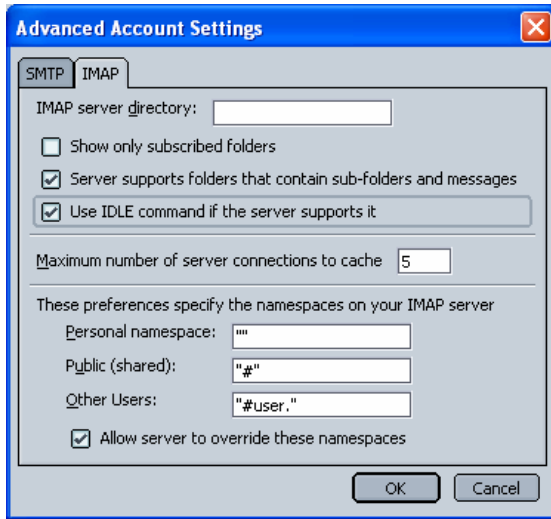 Advanced Account Settings
SMTP IMAP
IMAP server directory:
Show only subscribed folders
Server supports folders that contain sub-folders and messages
Use IDLE command if the server supports it
Maximum number of server connections to cache 5
These preferences specify the namespaces on your IMAP server
Personal namespace: ""
Public (shared): "#"
Other Users: "#user."
Allow server to override these namespaces
OK Cancel